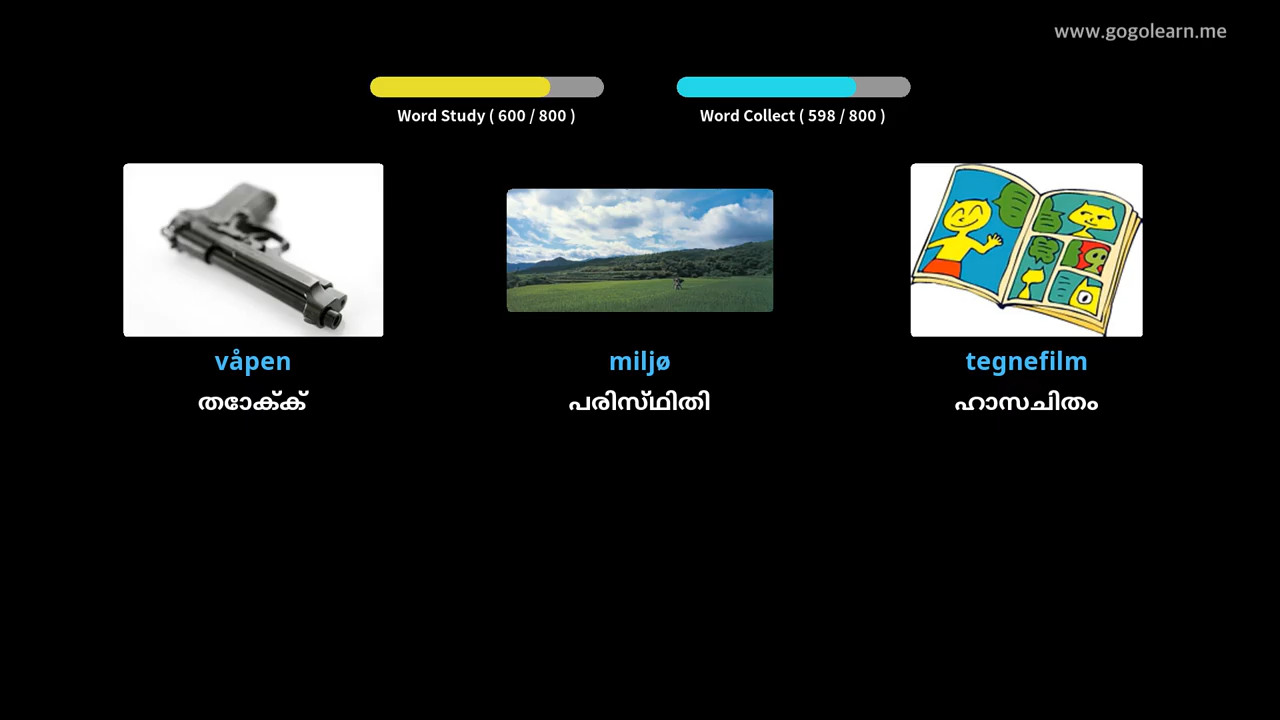 www.gogolearn.me
Word Study ( 600 / 800 )
Word Collect ( 598 / 800 )
våpen
miljø
tegnefilm
തോക്ക്
പരിസ്ഥിതി
ഹാസചിതം